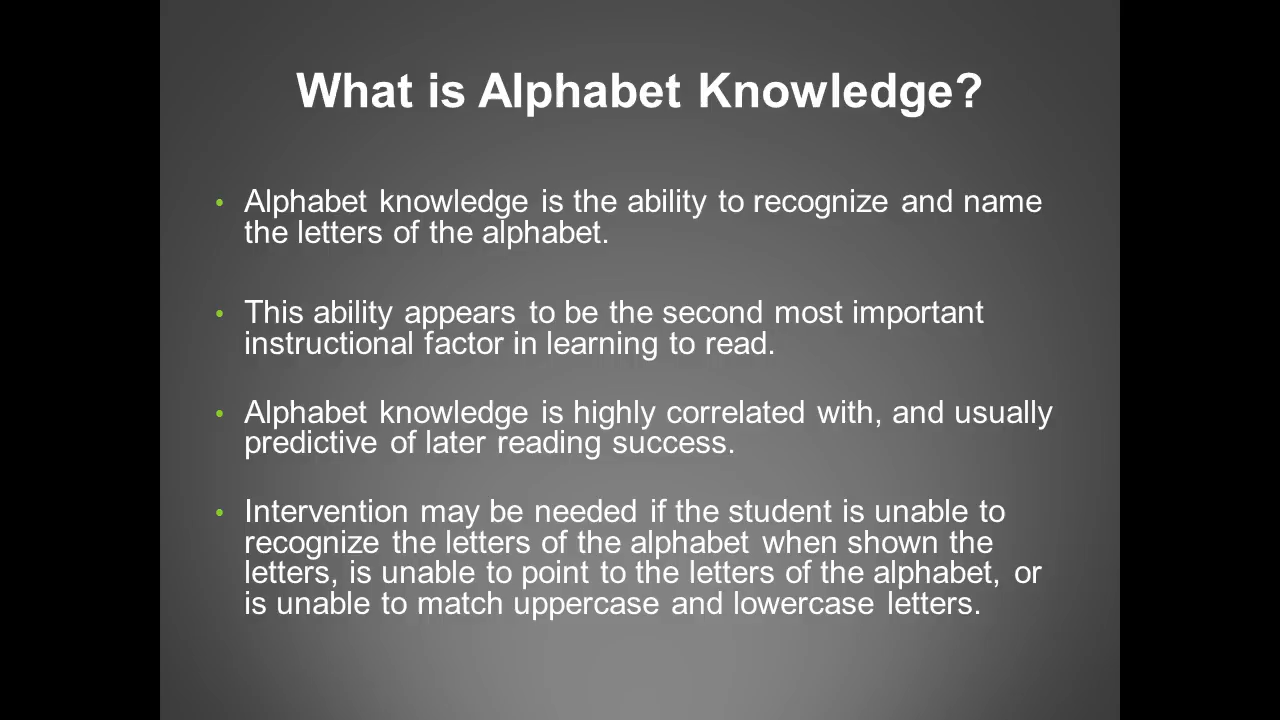 What is Alphabet Knowledge?
• Alphabet knowledge is the ability to recognize and name
the letters of the alphabet.
• This ability appears to be the second most important
instructional factor in learning to read.
• Alphabet knowledge is highly correlated with, and usually
predictive of later reading success.
• Intervention may be needed if the student is unable to
recognize the letters of the alphabet when shown the
letters, is unable to point to the letters of the alphabet, or
is unable to match uppercase and lowercase letters.